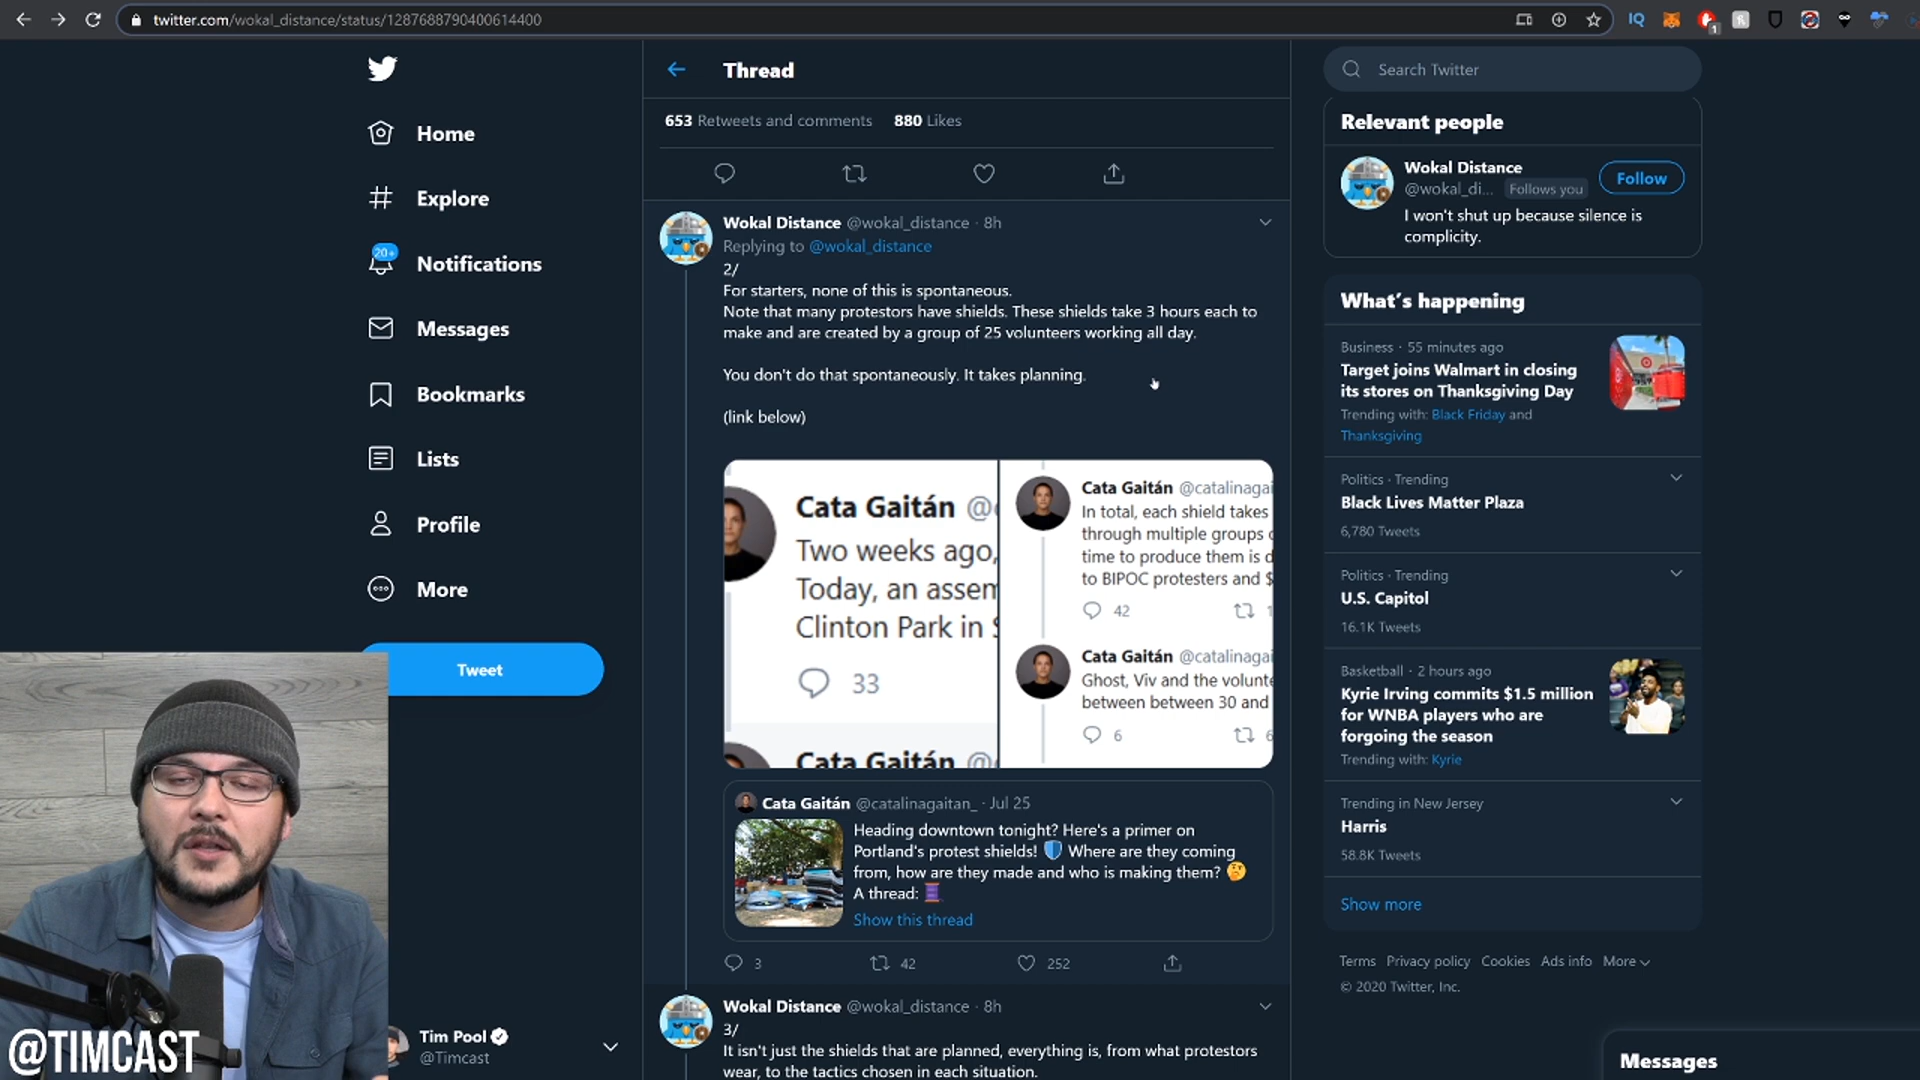 twitter.com/wokal_distance/status/1287688790400614400
IQ
1
Home
Explore
20+
Notifications
Messages
Bookmarks
Lists
Profile
More
Tweet
Tim Pool
@Timcast
@TIMCAST
Thread
653 Retweets and comments 880 Likes
Wokal Distance @wokal_distance · 8h
Replying to @wokal_distance
2/
For starters, none of this is spontaneous.
Note that many protestors have shields. These shields take 3 hours each to
make and are created by a group of 25 volunteers working all day.
You don't do that spontaneously. It takes planning.
(link below)
Cata Gaitán @
Two weeks ago,
Today, an assem
Clinton Park in S
33
Cata Gaitán @
Cata Gaitán @catalinagai
In total, each shield takes
through multiple groups
time to produce them is d
to BIPOC protesters and $
42
Cata Gaitán @catalinagai
Ghost, Viv and the volunte
between between 30 and
6
Cata Gaitán @catalinagaitan_ · Jul 25
Heading downtown tonight? Here's a primer on
Portland's protest shields! 🛡️ Where are they coming
from, how are they made and who is making them? 🤔
A thread: 🧵
Show this thread
3 42 252
Wokal Distance @wokal_distance · 8h
3/
It isn't just the shields that are planned, everything is, from what protestors
wear, to the tactics chosen in each situation.
Search Twitter
Relevant people
Wokal Distance
@wokal_di... Follows you
Follow
I won't shut up because silence is
complicity.
What's happening
Business · 55 minutes ago
Target joins Walmart in closing
its stores on Thanksgiving Day
Trending with: Black Friday and
Thanksgiving
Politics · Trending
Black Lives Matter Plaza
6,780 Tweets
Politics · Trending
U.S. Capitol
16.1K Tweets
Basketball · 2 hours ago
Kyrie Irving commits $1.5 million
for WNBA players who are
forgoing the season
Trending with: Kyrie
Trending in New Jersey
Harris
58.8K Tweets
Show more
Terms Privacy policy Cookies Ads info More
© 2020 Twitter, Inc.
Messages